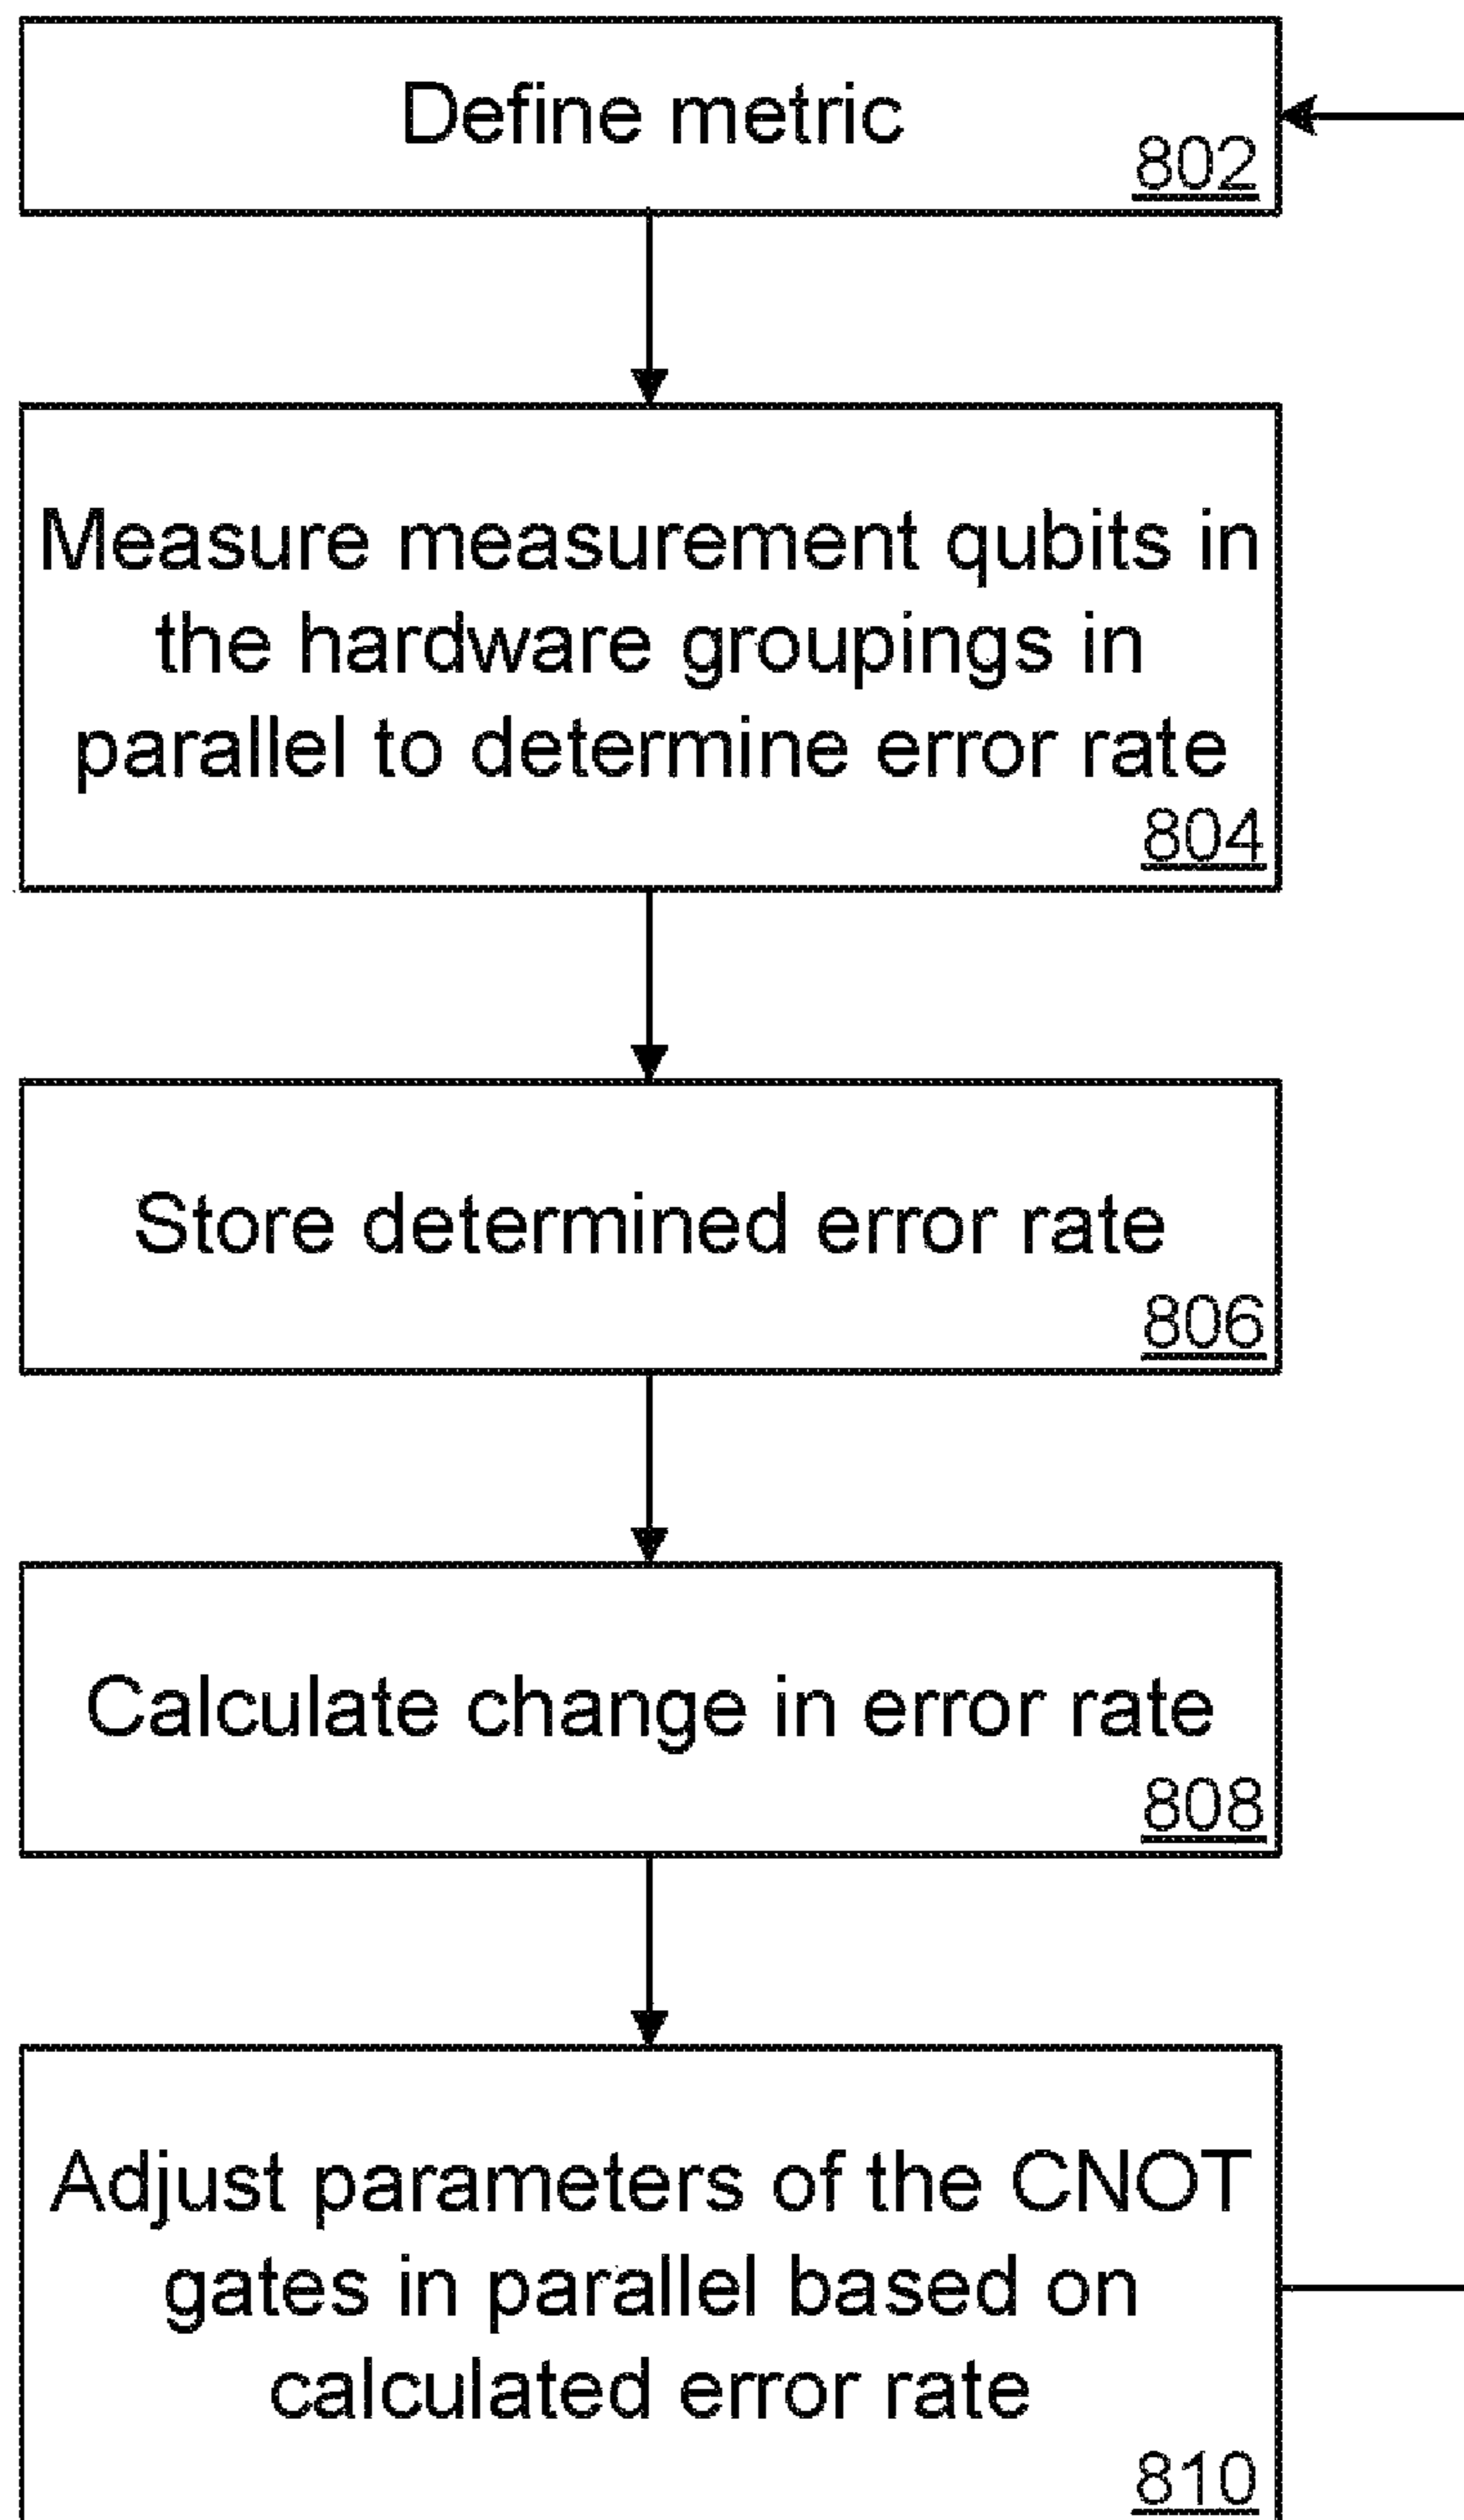 Define metric
802
Measure measurement qubits in
the hardware groupings in
parallel to determine error rate
804
Store determined error rate
806
Calculate change in error rate
808
Adjust parameters of the CNOT
gates in parallel based on
calculated error rate
810